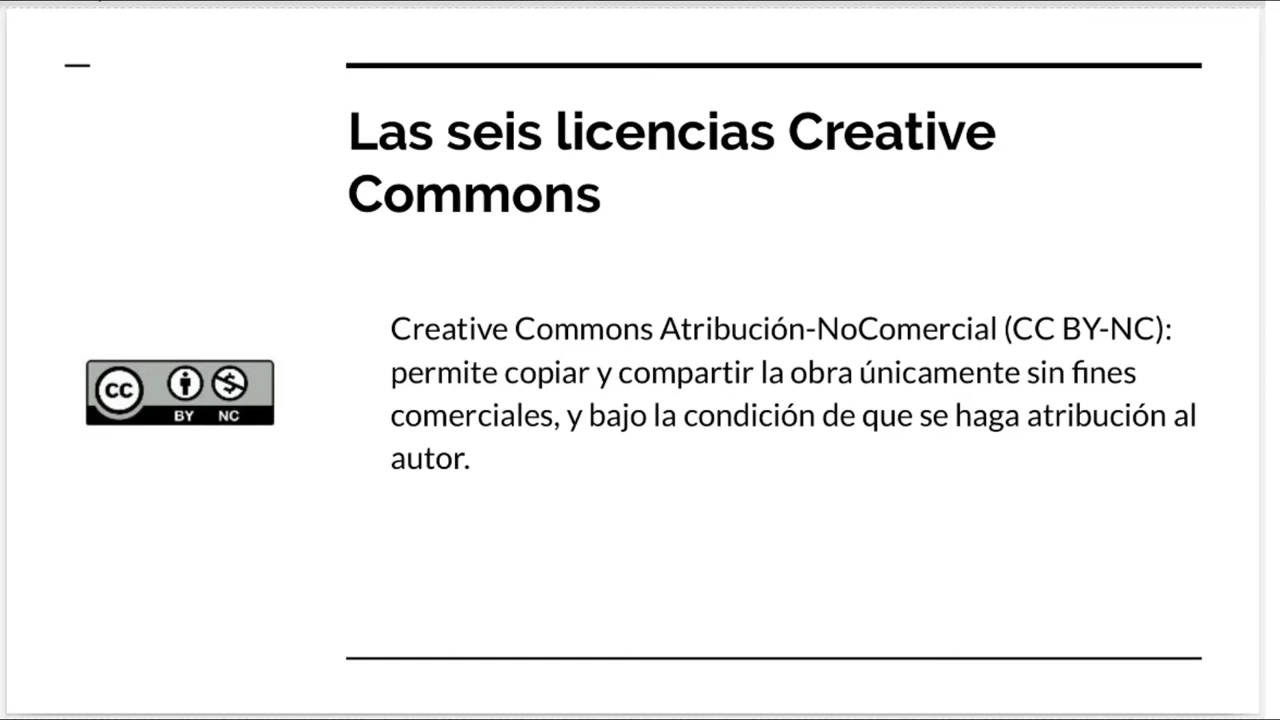 Las seis licencias Creative
Commons
Creative Commons Atribución-NoComercial (CC BY-NC):
permite copiar y compartir la obra únicamente sin fines
comerciales, y bajo la condición de que se haga atribución al
autor.
CC
BY NC